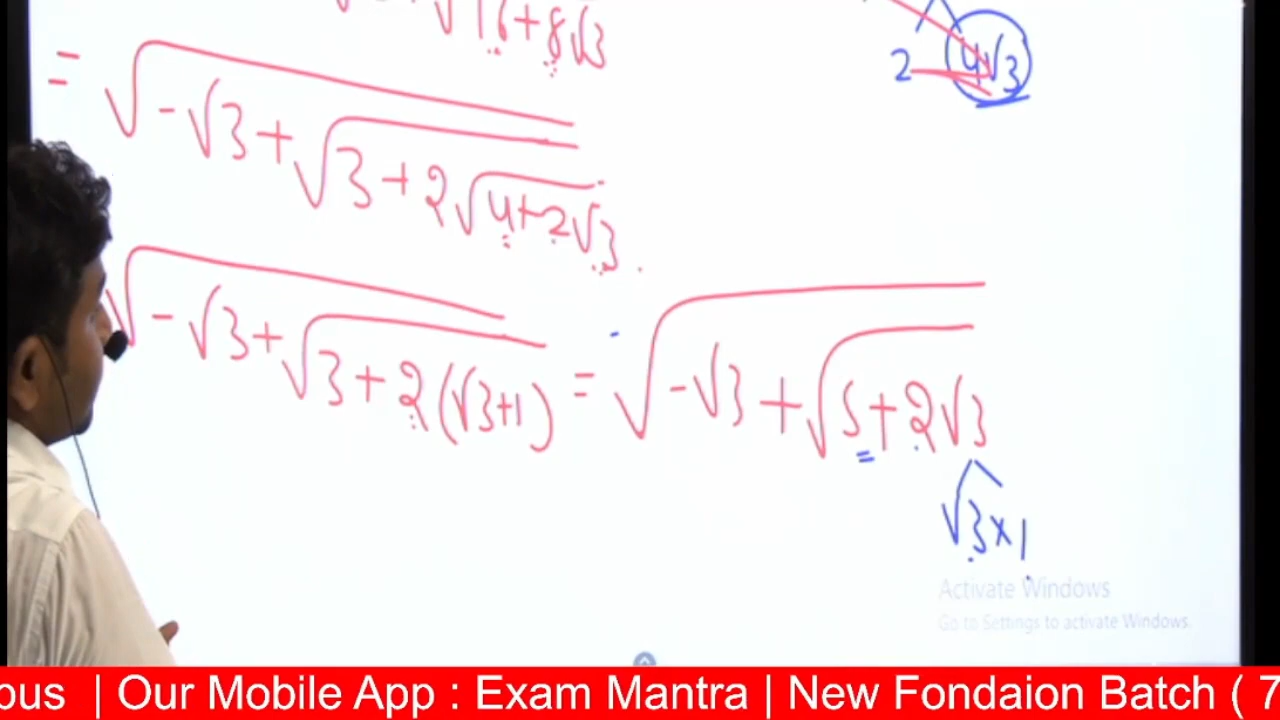 √16+8√3
2 4√3
= √-√3+√3+2√4+2√3
√-√3+√3+2(√3+1) = √-√3+√5+2√3
√3×1
Activate Windows
Go to Settings to activate Windows.
| Our Mobile App : Exam Mantra | New Fondaion Batch ( 7